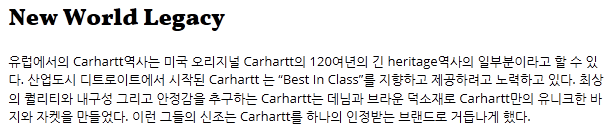 New World Legacy
유럽에서의 Carhartt역사는 미국 오리지널 Carhartt의 120여년의 긴 heritage역사의 일부분이라고 할 수 있
다. 산업도시 디트로이트에서 시작된 Carhartt 는 “Best In Class”를 지향하고 제공하려고 노력하고 있다. 최상
의 퀄리티와 내구성 그리고 안정감을 추구하는 Carhartt는 데님과 브라운 덕소재로 Carhartt만의 유니크한 바
지와 자켓을 만들었다. 이런 그들의 신조는 Carhartt를 하나의 인정받는 브랜드로 거듭나게 했다.